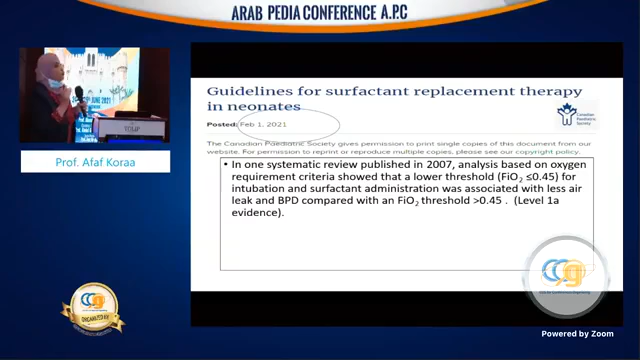 ARAB PEDIA CONFERENCE A.P.C
JUNE 2021
Prof. Afaf Koraa
Guidelines for surfactant replacement therapy
in neonates
Posted: Feb 1, 2021
Canadian
Paediatric
Society
The Canadian Paediatric Society gives permission to print single copies of this document from our
website. For permission to reprint or reproduce multiple copies, please see our copyright policy.
• In one systematic review published in 2007, analysis based on oxygen
requirement criteria showed that a lower threshold (FiO2 ≤0.45) for
intubation and surfactant administration was associated with less air
leak and BPD compared with an FiO2 threshold >0.45 . (Level 1a
evidence).
ORGANIZED BY
Powered by Zoom